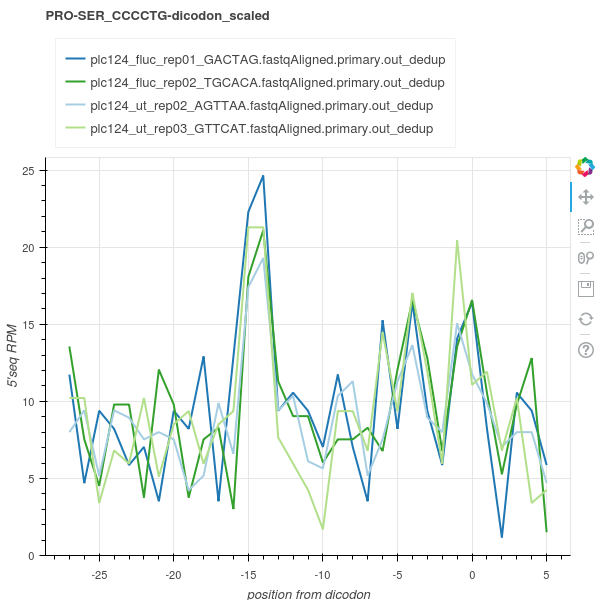 PRO-SER_CCCCTG-dicodon_scaled
plc124_fluc_rep01_GACTAG.fastqAligned.primary.out_dedup
plc124_fluc_rep02_TGCACA.fastqAligned.primary.out_dedup
plc124_ut_rep02_AGTTAA.fastqAligned.primary.out_dedup
plc124_ut_rep03_GTTCAT.fastqAligned.primary.out_dedup
25
20
15
10
5
0
5'seq RPM
-25 -20 -15 -10 -5 0 5
position from dicodon